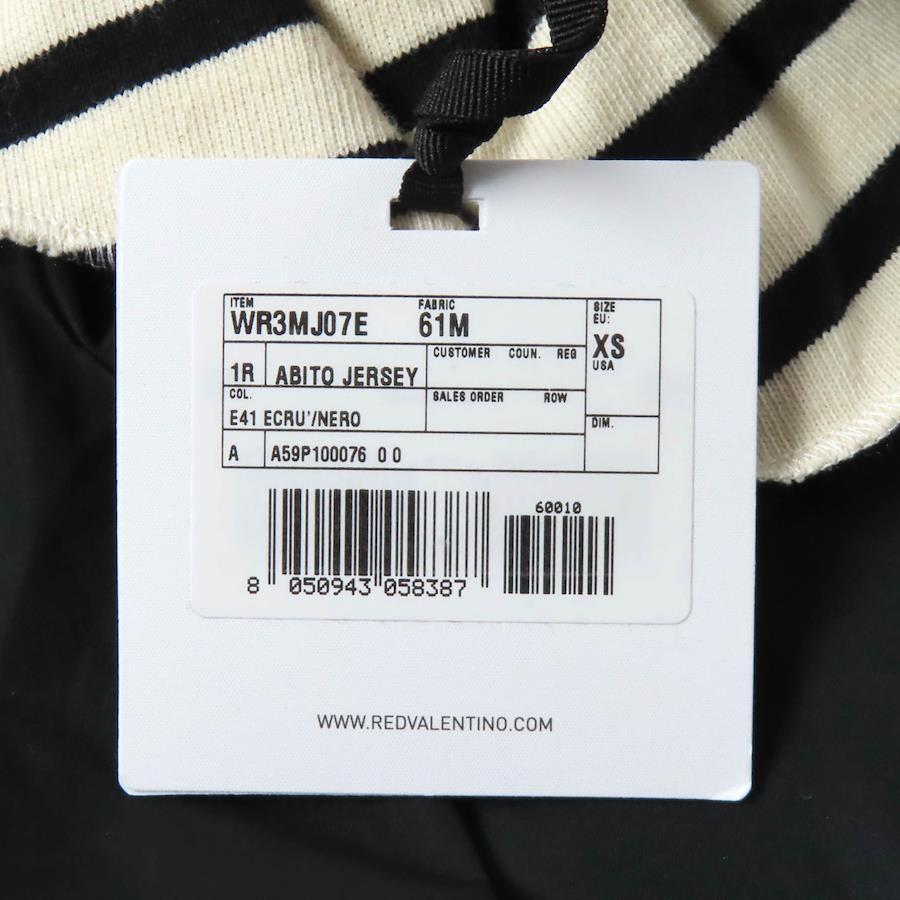 ITEM FABRIC SIZE
WR3MJ07E 61M EU:
XS
USA
CUSTOMER COUN. REG
1R ABITO JERSEY
COL. SALES ORDER ROW
E41 ECRU'/NERO DIM.
A A59P100076 0 0
60010
8 050943 058387
WWW.REDVALENTINO.COM